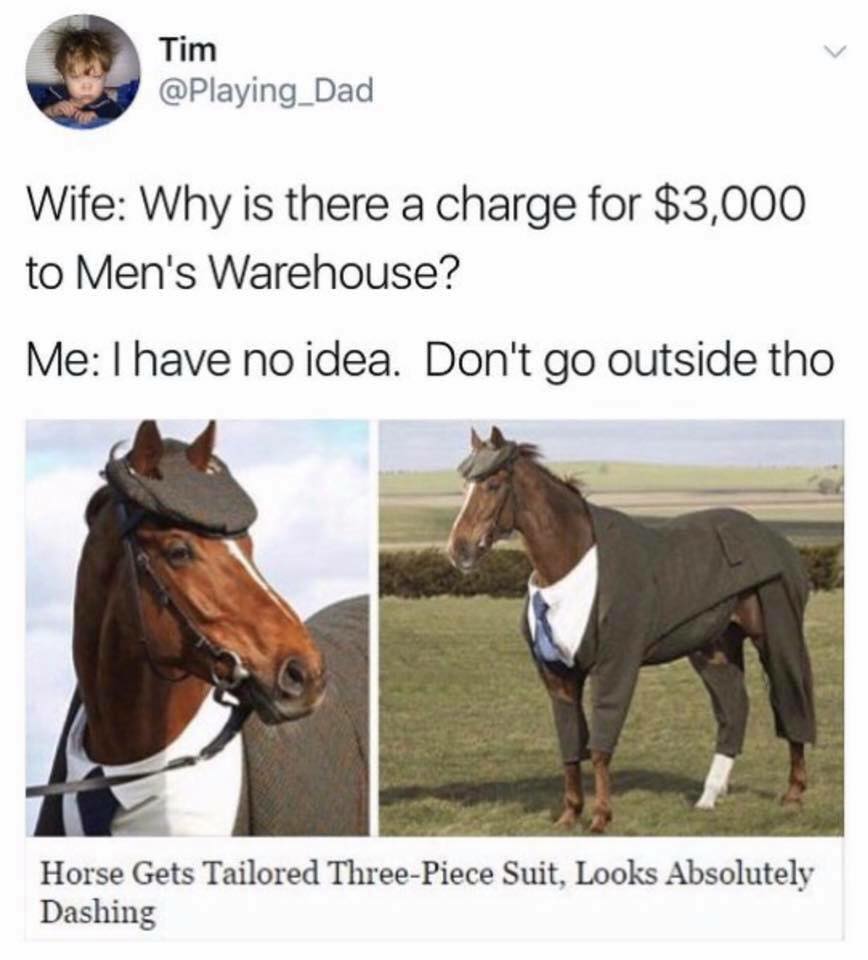 Tim
@Playing_Dad
Wife: Why is there a charge for $3,000
to Men's Warehouse?
Me: I have no idea.  Don't go outside tho
Horse Gets Tailored Three-Piece Suit, Looks Absolutely
Dashing